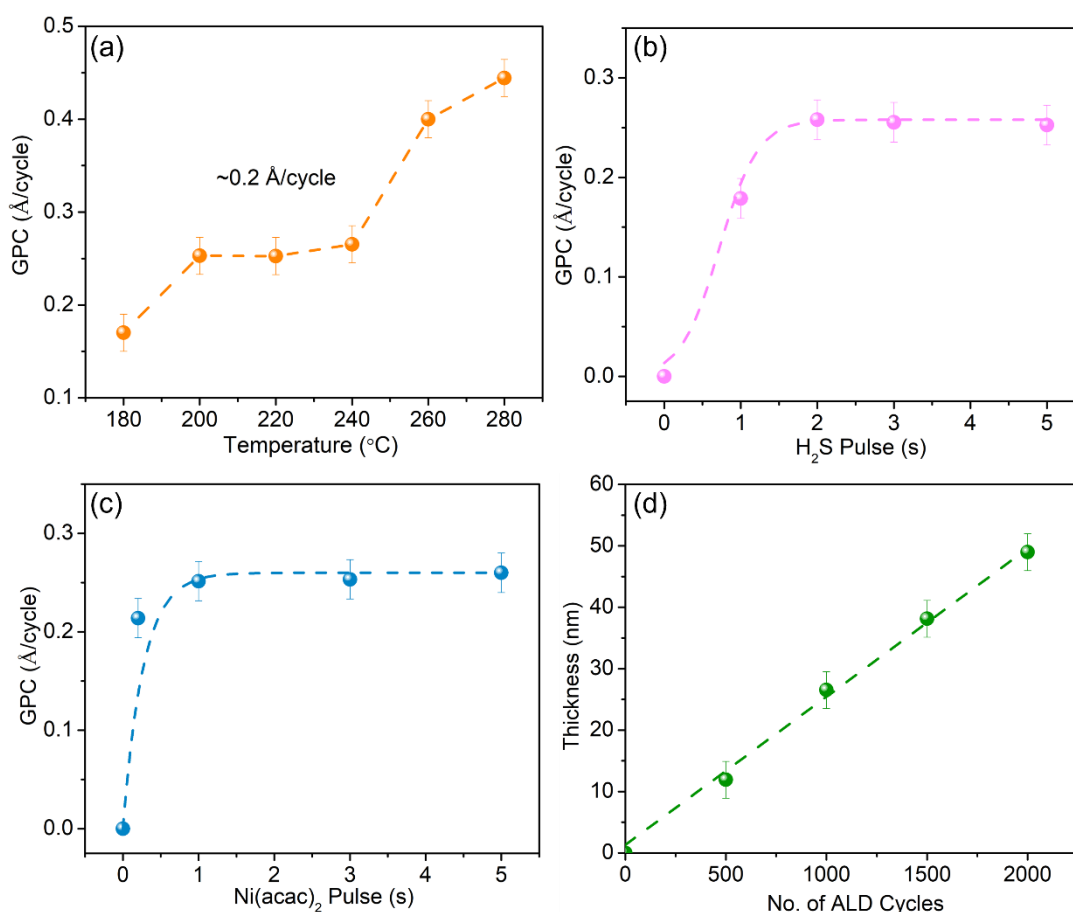 (a)
0.5
0.4
0.3
0.2
0.1
GPC (Å/cycle)
~0.2 Å/cycle
180 200 220 240 260 280
Temperature (°C)
(b)
0.3
0.2
0.1
0.0
GPC (Å/cycle)
0 1 2 3 4 5
H₂S Pulse (s)
(c)
0.3
0.2
0.1
0.0
GPC (Å/cycle)
0 1 2 3 4 5
Ni(acac)₂ Pulse (s)
(d)
60
50
40
30
20
10
0
Thickness (nm)
0 500 1000 1500 2000
No. of ALD Cycles